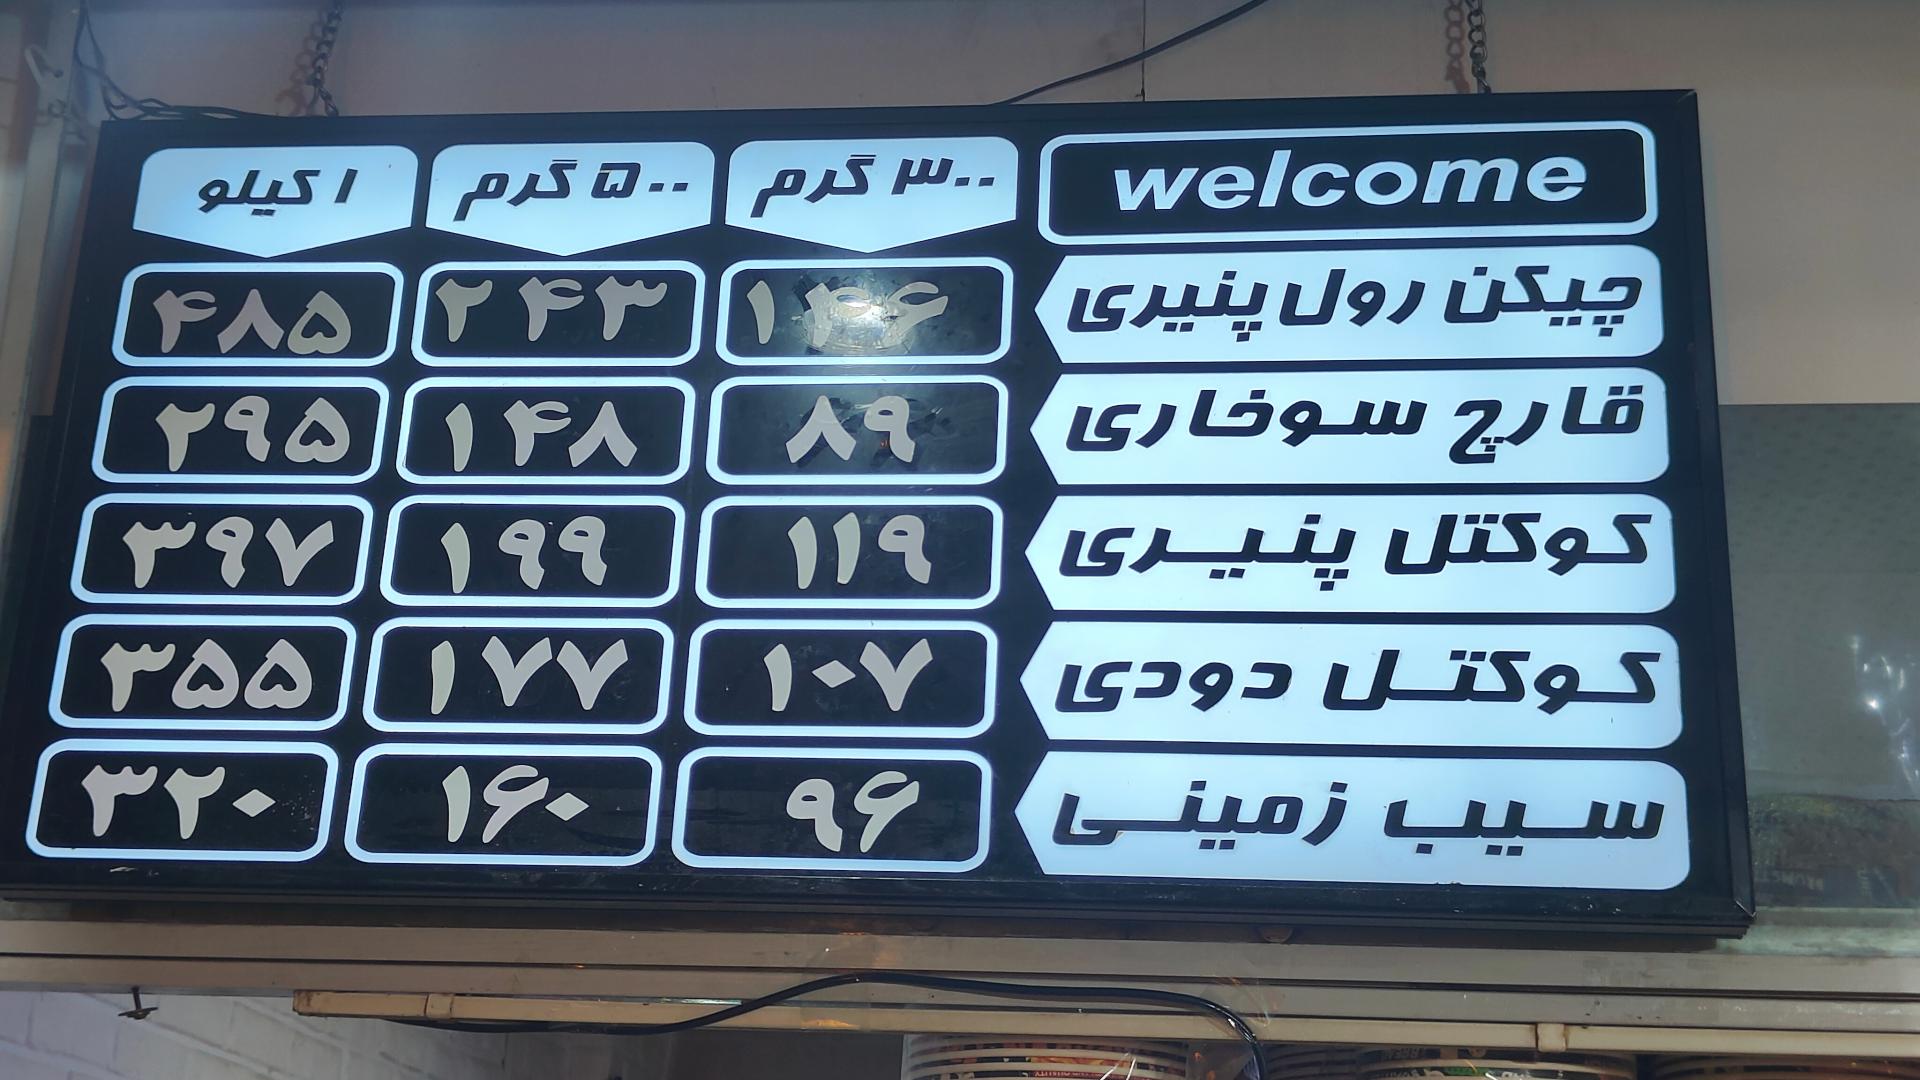 welcome ۳۰۰ گرم ۵۰۰ گرم ۱ کیلو
چیکن رول پنیری ۱۴۶ ۲۴۳ ۴۸۵
قارچ سوخاری ۸۹ ۱۴۸ ۲۹۵
کوکتل پنیری ۱۱۹ ۱۹۹ ۳۹۷
کوکتل دودی ۱۰۷ ۱۷۷ ۳۵۵
سیب زمینی ۹۶ ۱۶۰ ۳۲۰